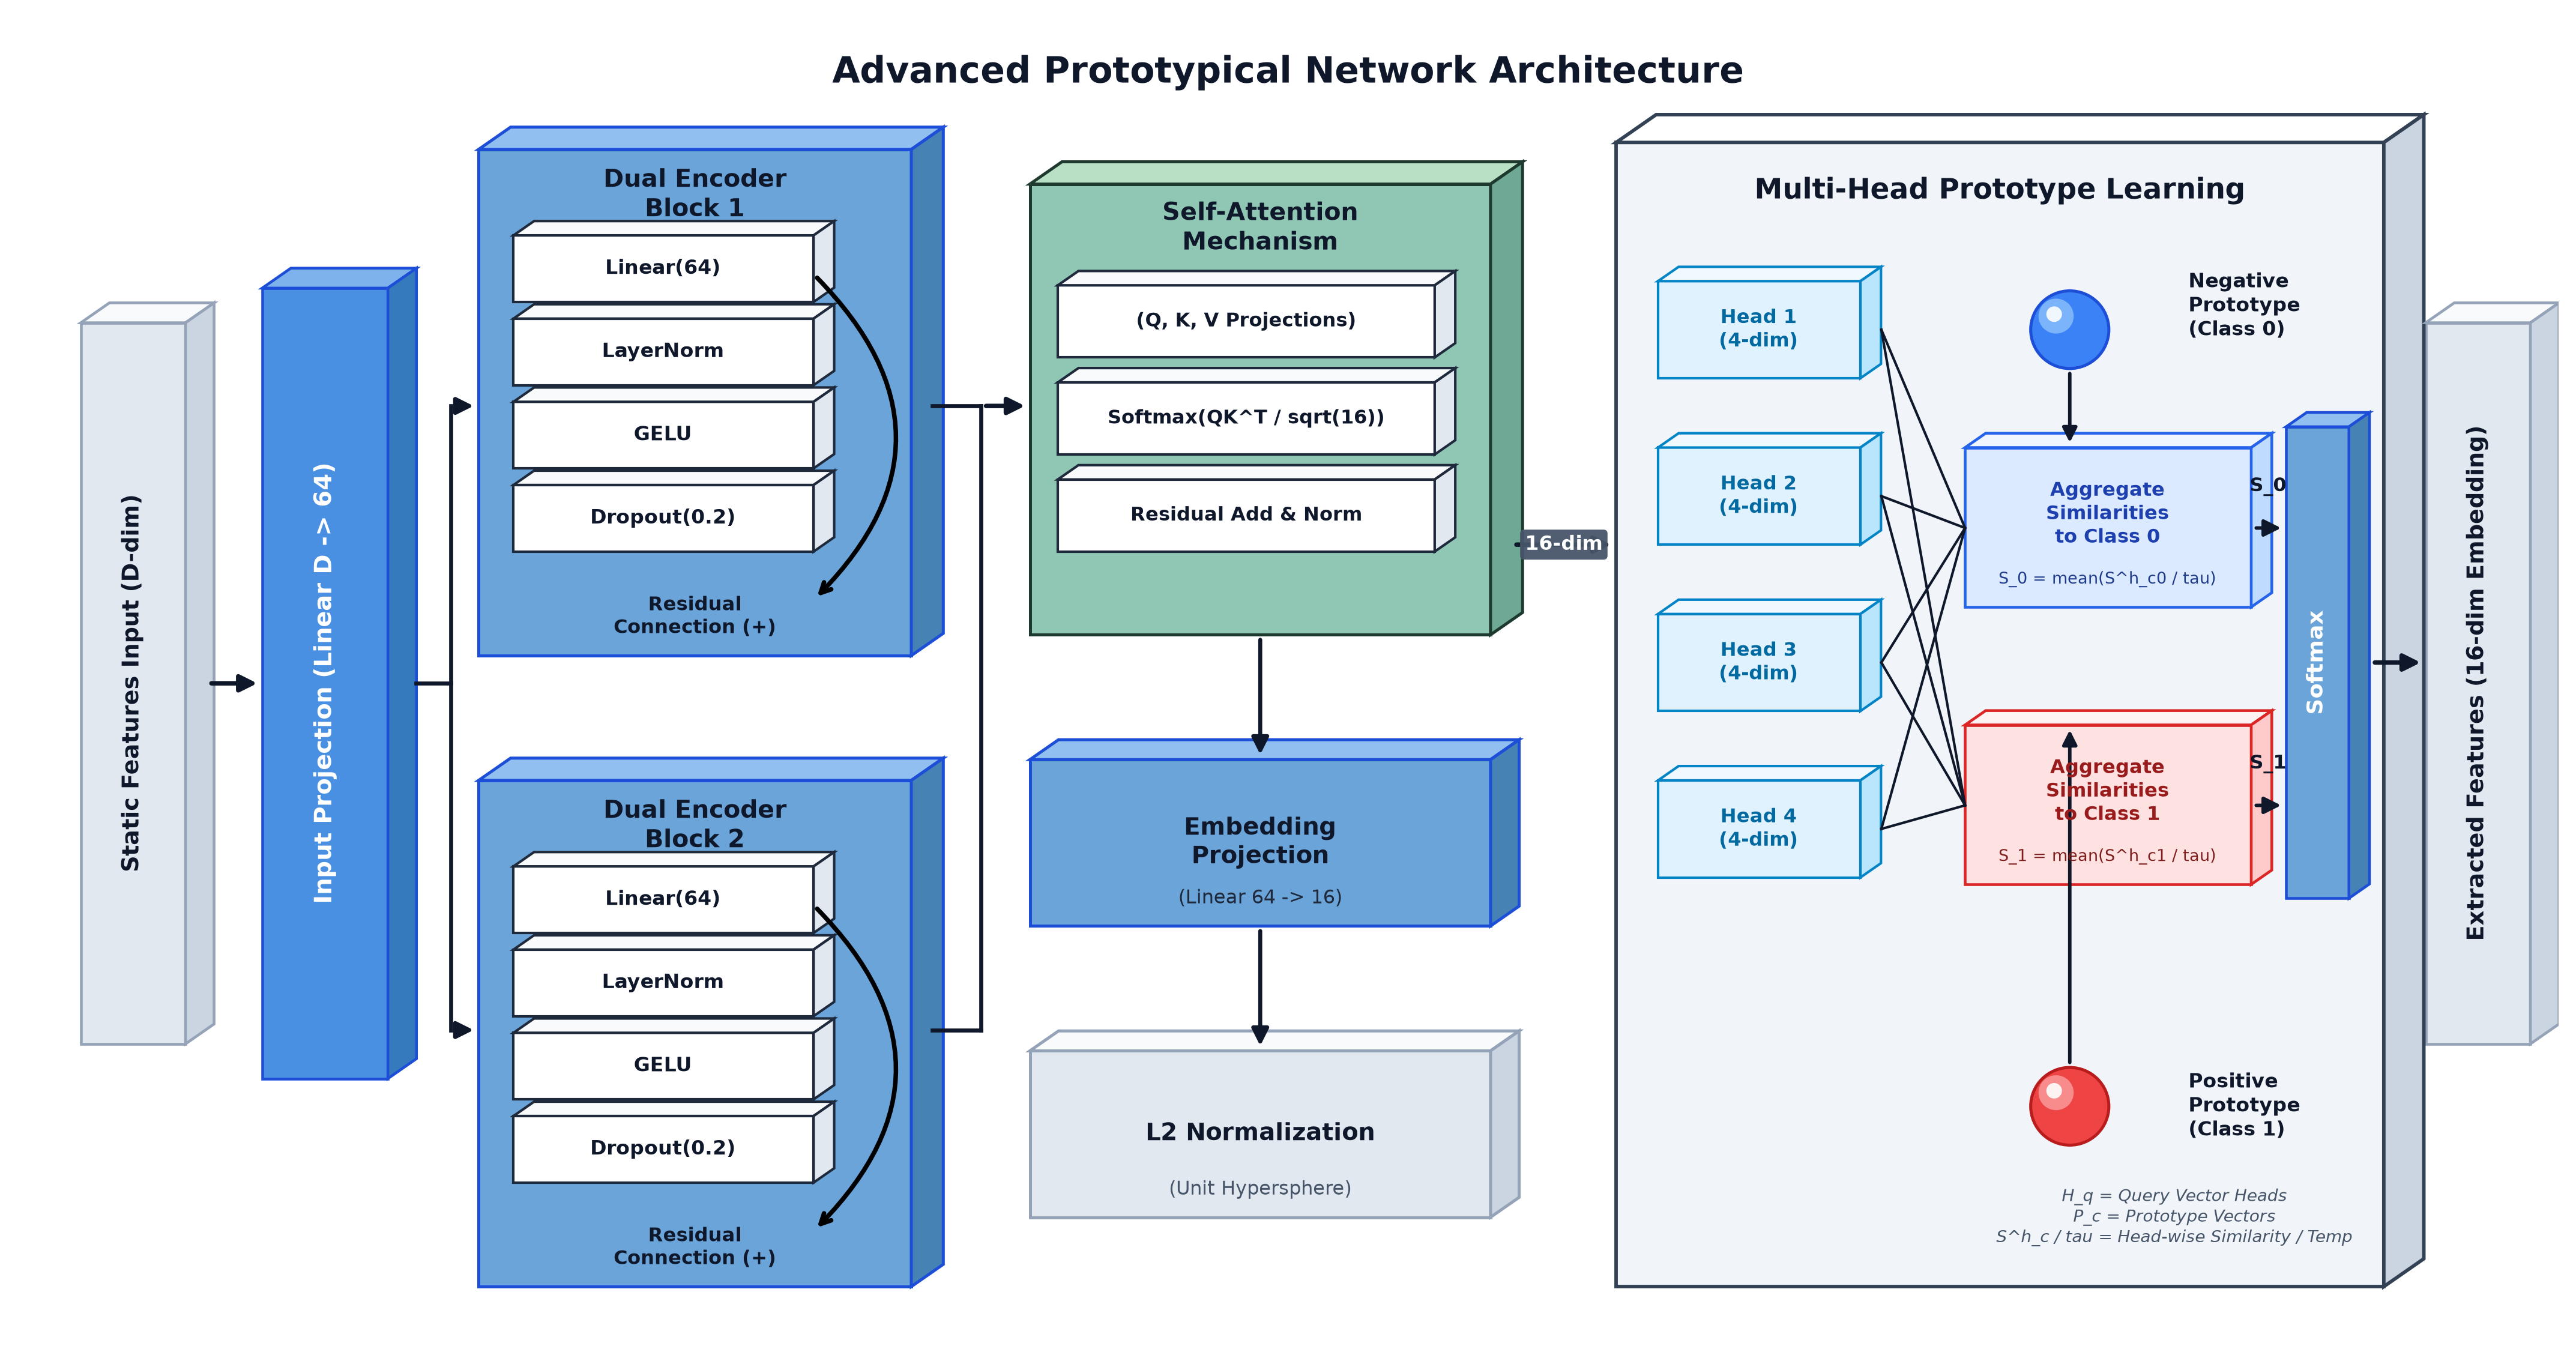 Advanced Prototypical Network Architecture
Static Features Input (D-dim)
Input Projection (Linear D -> 64)
Dual Encoder
Block 1
Linear(64)
LayerNorm
GELU
Dropout(0.2)
Residual
Connection (+)
Dual Encoder
Block 2
Linear(64)
LayerNorm
GELU
Dropout(0.2)
Residual
Connection (+)
Self-Attention
Mechanism
(Q, K, V Projections)
Softmax(QK^T / sqrt(16))
Residual Add & Norm
16-dim
Embedding
Projection
(Linear 64 -> 16)
L2 Normalization
(Unit Hypersphere)
Multi-Head Prototype Learning
Head 1
(4-dim)
Head 2
(4-dim)
Head 3
(4-dim)
Head 4
(4-dim)
Negative
Prototype
(Class 0)
Aggregate
Similarities
to Class 0
S_0 = mean(S^h_c0 / tau)
S_0
Aggregate
Similarities
to Class 1
S_1 = mean(S^h_c1 / tau)
S_1
Softmax
Positive
Prototype
(Class 1)
H_q = Query Vector Heads
P_c = Prototype Vectors
S^h_c / tau = Head-wise Similarity / Temp
Extracted Features (16-dim Embedding)